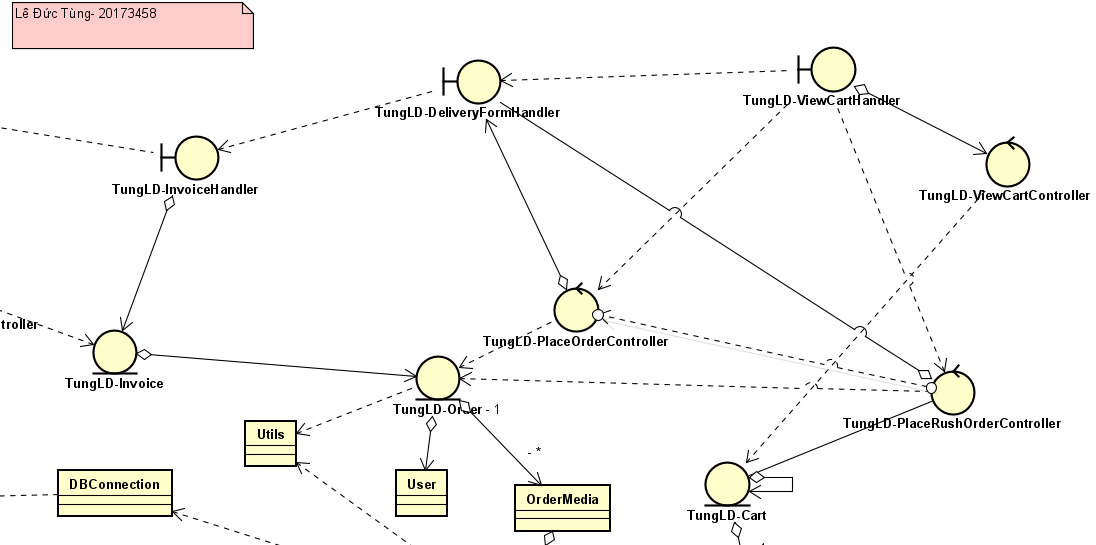 Lê Đức Tùng- 20173458
TungLD-ViewCartHandler
TungLD-DeliveryFormHandler
TungLD-InvoiceHandler
TungLD-ViewCartController
troller
TungLD-PlaceOrderController
TungLD-Invoice
TungLD-Order - 1
TungLD-PlaceRushOrderController
Utils
- *
DBConnection
User
OrderMedia
TungLD-Cart